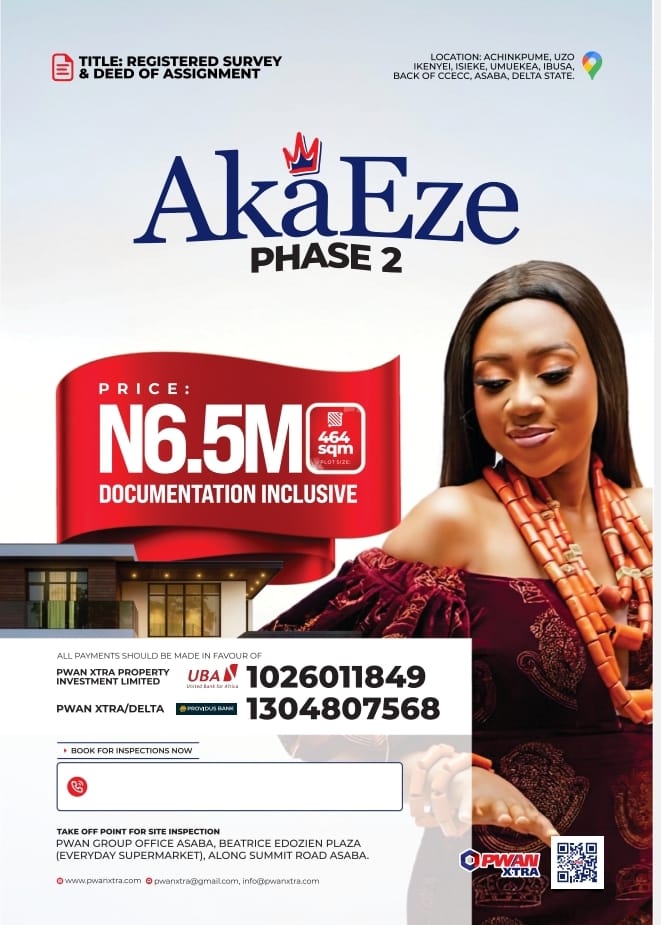 TITLE: REGISTERED SURVEY
& DEED OF ASSIGNMENT
LOCATION: ACHINKPUME, UZO
IKENYEI, ISIEKE, UMUEKEA, IBUSA,
BACK OF CCECC, ASABA, DELTA STATE.
AkaEze
PHASE 2
PRICE:
N6.5M
464
sqm
PLOT SIZE:
DOCUMENTATION INCLUSIVE
ALL PAYMENTS SHOULD BE MADE IN FAVOUR OF
PWAN XTRA PROPERTY
INVESTMENT LIMITED
UBA
United Bank for Africa
1026011849
PWAN XTRA/DELTA
PROVIDUS BANK
1304807568
BOOK FOR INSPECTIONS NOW
TAKE OFF POINT FOR SITE INSPECTION
PWAN GROUP OFFICE ASABA, BEATRICE EDOZIEN PLAZA
(EVERYDAY SUPERMARKET), ALONG SUMMIT ROAD ASABA.
www.pwanxtra.com pwanxtra@gmail.com, info@pwanxtra.com
PWAN
XTRA